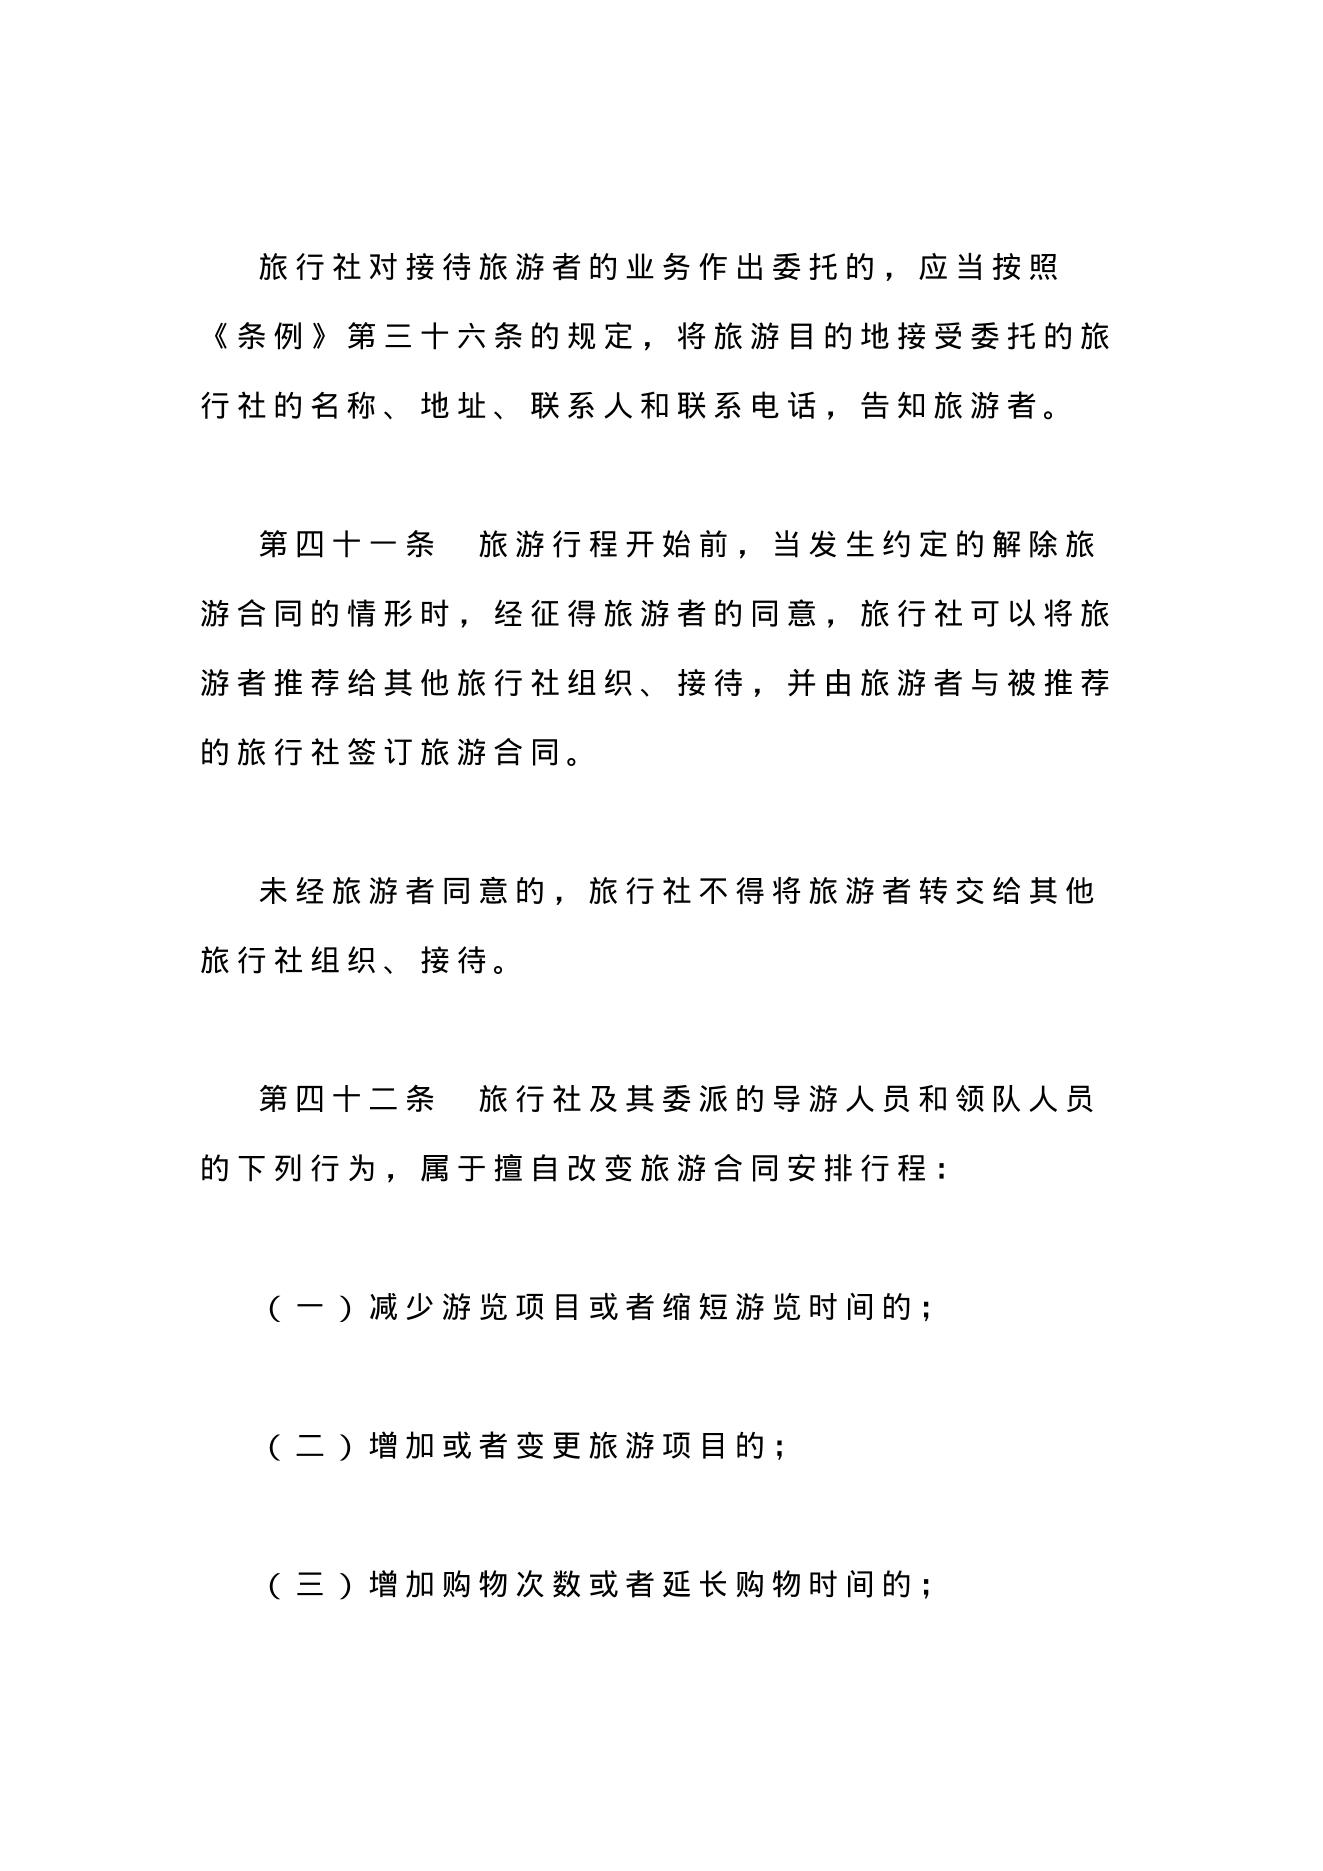 旅行社对接待旅游者的业务作出委托的，应当按照
《条例》第三十六条的规定，将旅游目的地接受委托的旅
行社的名称、地址、联系人和联系电话，告知旅游者。
第四十一条　旅游行程开始前，当发生约定的解除旅
游合同的情形时，经征得旅游者的同意，旅行社可以将旅
游者推荐给其他旅行社组织、接待，并由旅游者与被推荐
的旅行社签订旅游合同。
未经旅游者同意的，旅行社不得将旅游者转交给其他
旅行社组织、接待。
第四十二条　旅行社及其委派的导游人员和领队人员
的下列行为，属于擅自改变旅游合同安排行程：
（一）减少游览项目或者缩短游览时间的；
（二）增加或者变更旅游项目的；
（三）增加购物次数或者延长购物时间的；